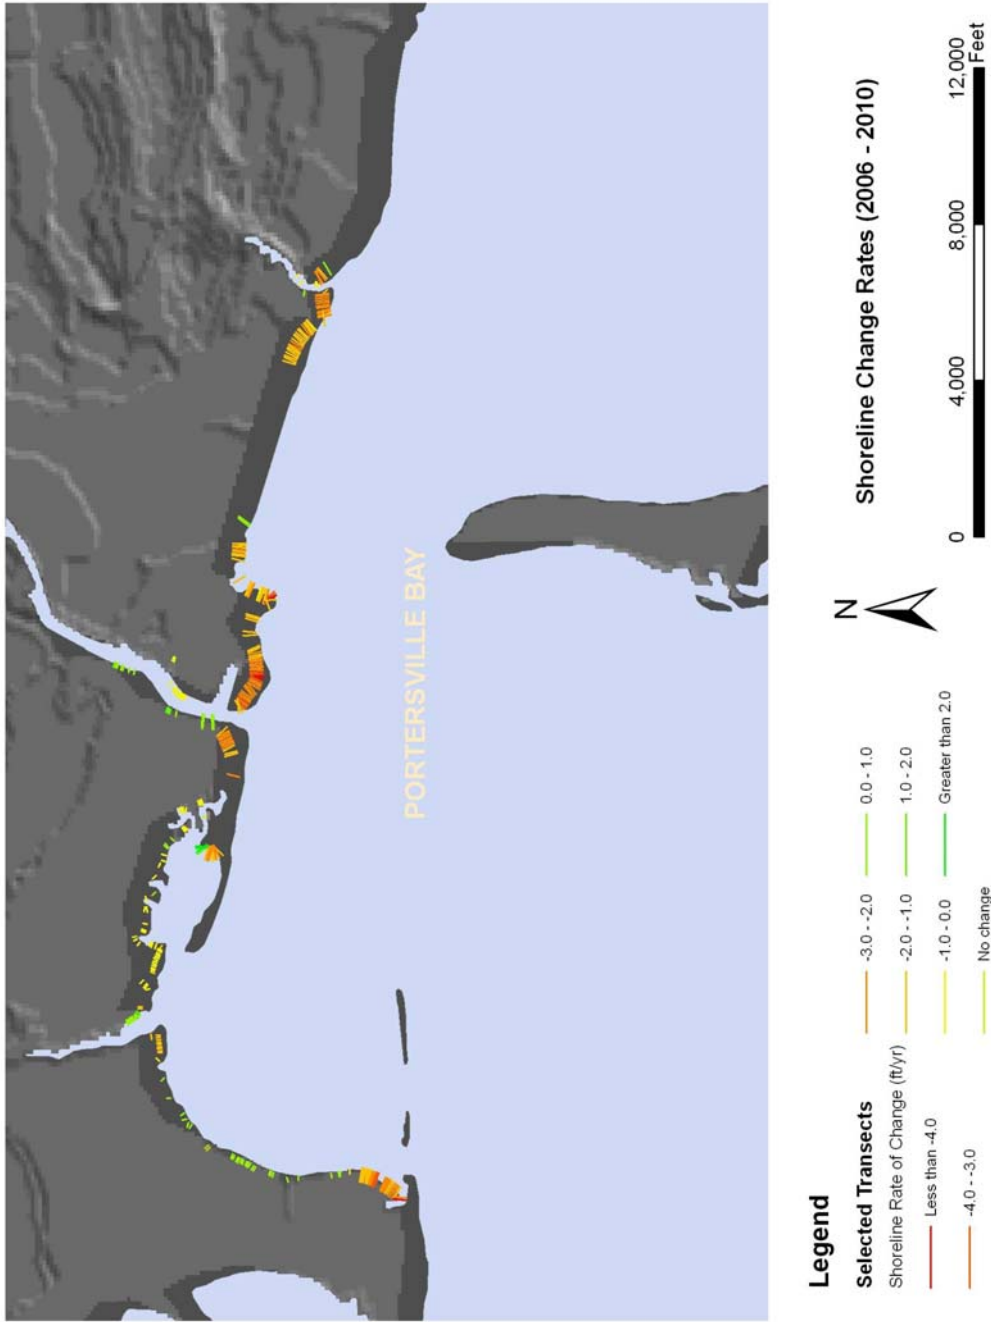 PORTERSVILLE BAY
Legend
Selected Transects
Shoreline Rate of Change (ft/yr)
Less than -4.0
-4.0 - -3.0
-3.0 - -2.0
-2.0 - -1.0
-1.0 - 0.0
No change
0.0 - 1.0
1.0 - 2.0
Greater than 2.0
N
Shoreline Change Rates (2006 - 2010)
0 4,000 8,000 12,000
Feet